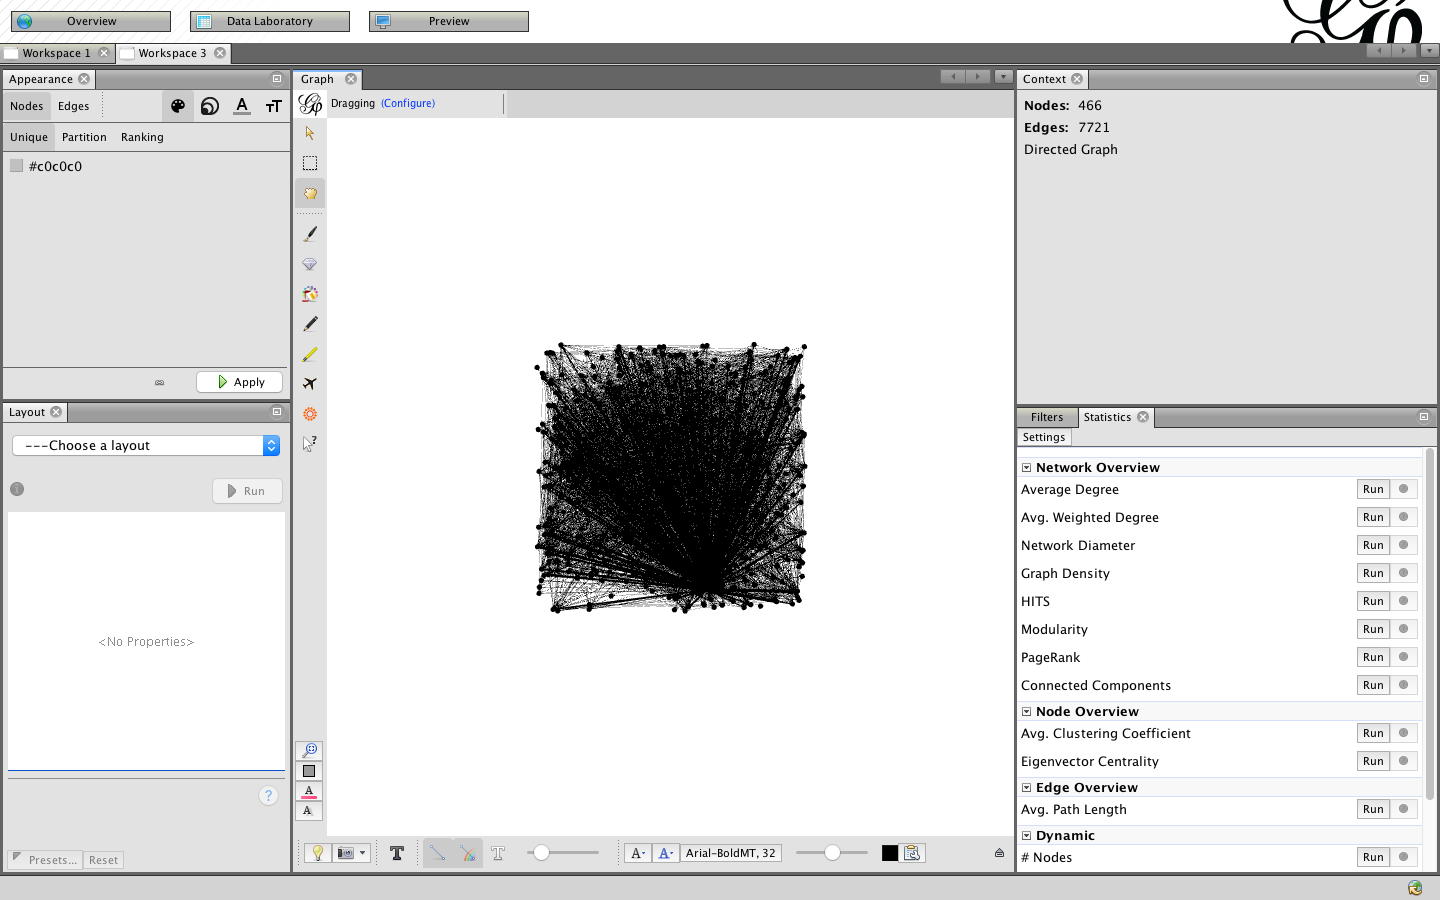 Overview
Data Laboratory
Preview
Workspace 1
Workspace 3
Appearance
Nodes
Edges
A
TT
Unique
Partition
Ranking
#c0c0c0
Apply
Layout
---Choose a layout
Run
<No Properties>
?
Presets...
Reset
Graph
Dragging (Configure)
?
A
A
T
T
A-
A-
Arial-BoldMT, 32
Context
Nodes: 466
Edges: 7721
Directed Graph
Filters
Statistics
Settings
Network Overview
Average Degree Run
Avg. Weighted Degree Run
Network Diameter Run
Graph Density Run
HITS Run
Modularity Run
PageRank Run
Connected Components Run
Node Overview
Avg. Clustering Coefficient Run
Eigenvector Centrality Run
Edge Overview
Avg. Path Length Run
Dynamic
# Nodes Run